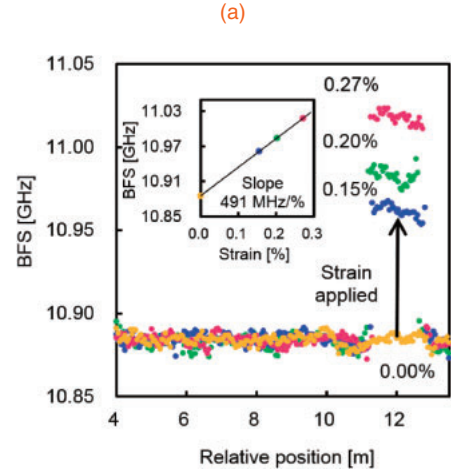 (a)
11.05
11.00
10.95
10.90
10.85
BFS [GHz]
0.27%
0.20%
0.15%
11.03
10.97
10.91
10.85
BFS [GHz]
Slope
491 MHz/%
0.0 0.1 0.2 0.3
Strain [%]
Strain
applied
0.00%
4 6 8 10 12
Relative position [m]